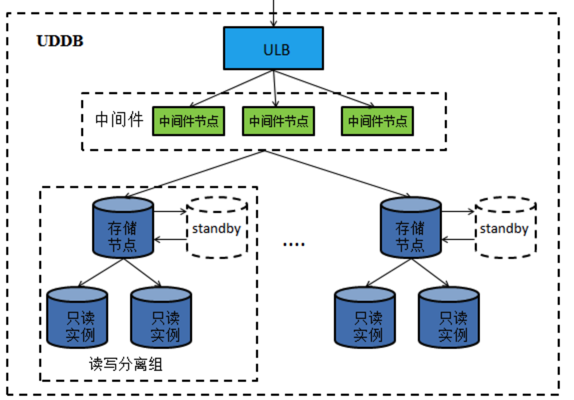 UDDB
ULB
中间件
中间件节点
中间件节点
中间件节点
存储
节点
standby
....
存储
节点
standby
只读
实例
只读
实例
只读
实例
只读
实例
读写分离组